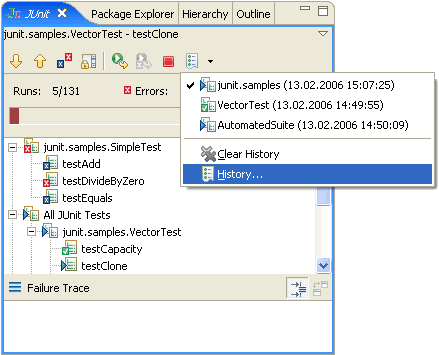 JUnit Package Explorer Hierarchy Outline
junit.samples.VectorTest - testClone
Runs: 5/131 Errors:
junit.samples (13.02.2006 15:07:25)
VectorTest (13.02.2006 14:49:55)
AutomatedSuite (13.02.2006 14:50:09)
Clear History
History...
junit.samples.SimpleTest
testAdd
testDivideByZero
testEquals
All JUnit Tests
junit.samples.VectorTest
testCapacity
testClone
Failure Trace